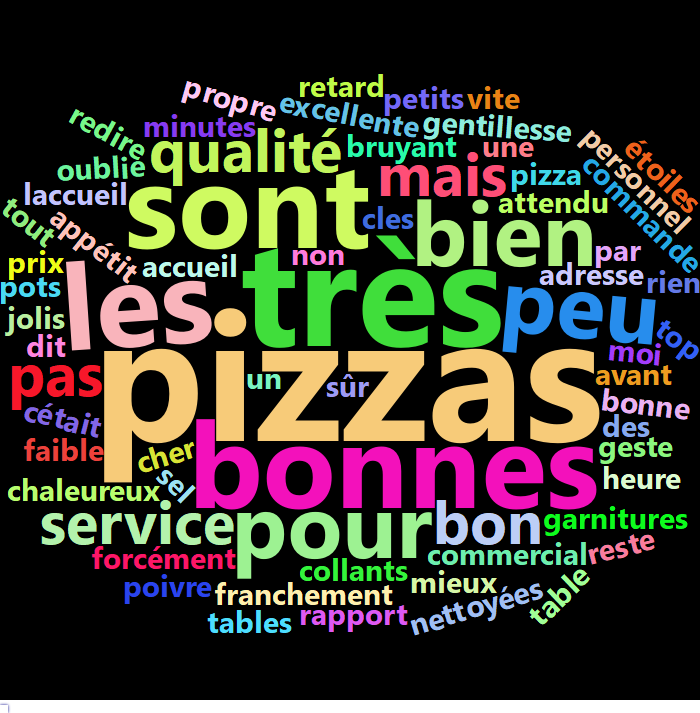 retard
propre
petits
vite
excellente
redire
minutes
gentillesse
qualité
bruyant
une
étoiles
personnel
oublié
mais
pizza
commande
laccueil
sont
attendu
tout
appétit
cles
bien
non
par
prix
accueil
très
adresse
rien
pots
les
peu
jolis
top
dit
pizzas
moi
pas
un
sûr
avant
cétait
bonnes
bonne
des
faible
cher
geste
sel
heure
chaleureux
service
pour
bon
garnitures
forcément
commercial
reste
collants
poivre
mieux
franchement
nettoyées
table
tables
rapport